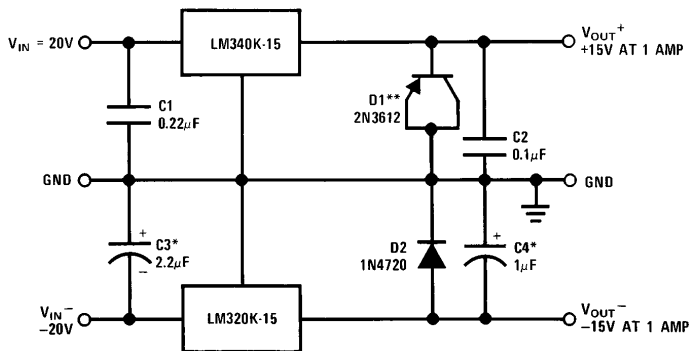 V_IN = 20V
LM340K-15
V_OUT^+
+15V AT 1 AMP
D1**
2N3612
C1
0.22μF
C2
0.1μF
GND
GND
+
C3*
2.2μF
−
D2
1N4720
+
C4*
1μF
V_IN^−
−20V
LM320K-15
V_OUT^−
−15V AT 1 AMP